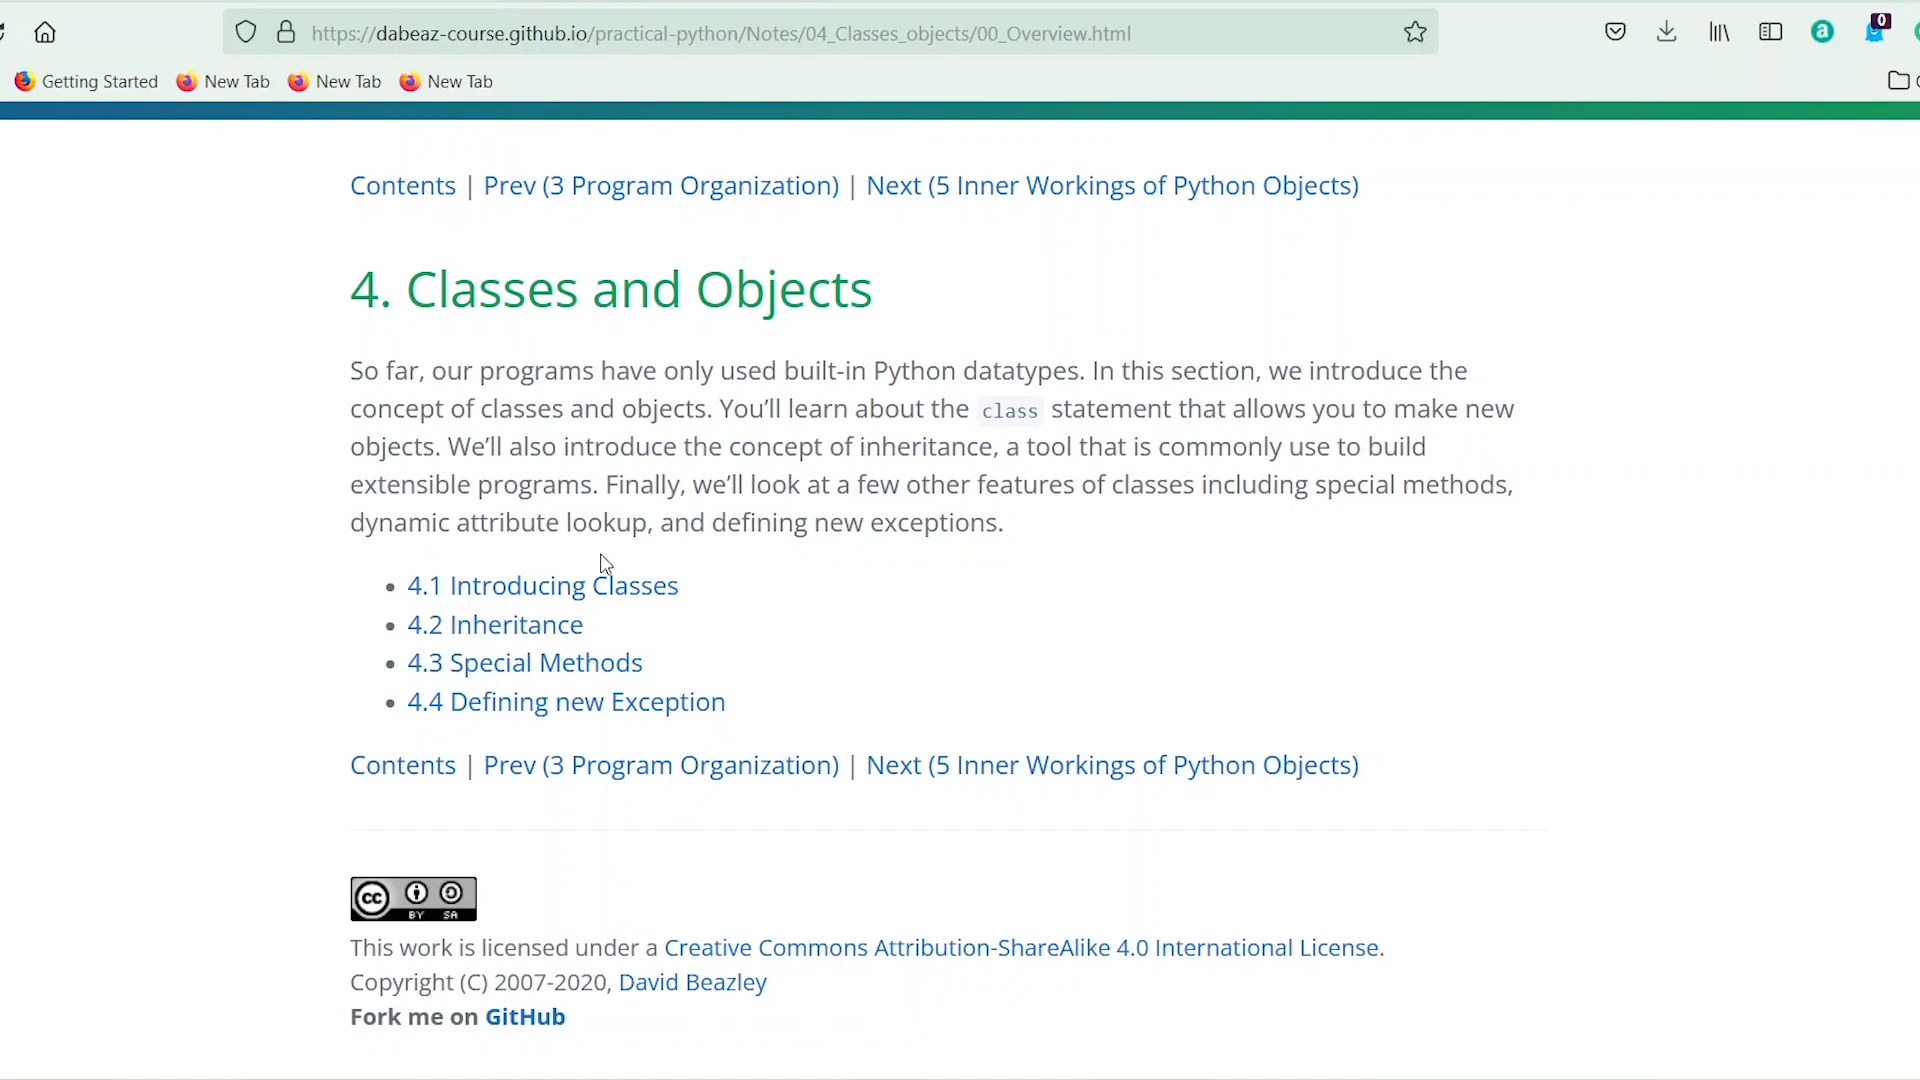 https://dabeaz-course.github.io/practical-python/Notes/04_Classes_objects/00_Overview.html
0
Getting Started New Tab New Tab New Tab
Contents | Prev (3 Program Organization) | Next (5 Inner Workings of Python Objects)
4. Classes and Objects
So far, our programs have only used built-in Python datatypes. In this section, we introduce the
concept of classes and objects. You’ll learn about the class statement that allows you to make new
objects. We’ll also introduce the concept of inheritance, a tool that is commonly use to build
extensible programs. Finally, we’ll look at a few other features of classes including special methods,
dynamic attribute lookup, and defining new exceptions.
• 4.1 Introducing Classes
• 4.2 Inheritance
• 4.3 Special Methods
• 4.4 Defining new Exception
Contents | Prev (3 Program Organization) | Next (5 Inner Workings of Python Objects)
cc BY SA
This work is licensed under a Creative Commons Attribution-ShareAlike 4.0 International License.
Copyright (C) 2007-2020, David Beazley
Fork me on GitHub